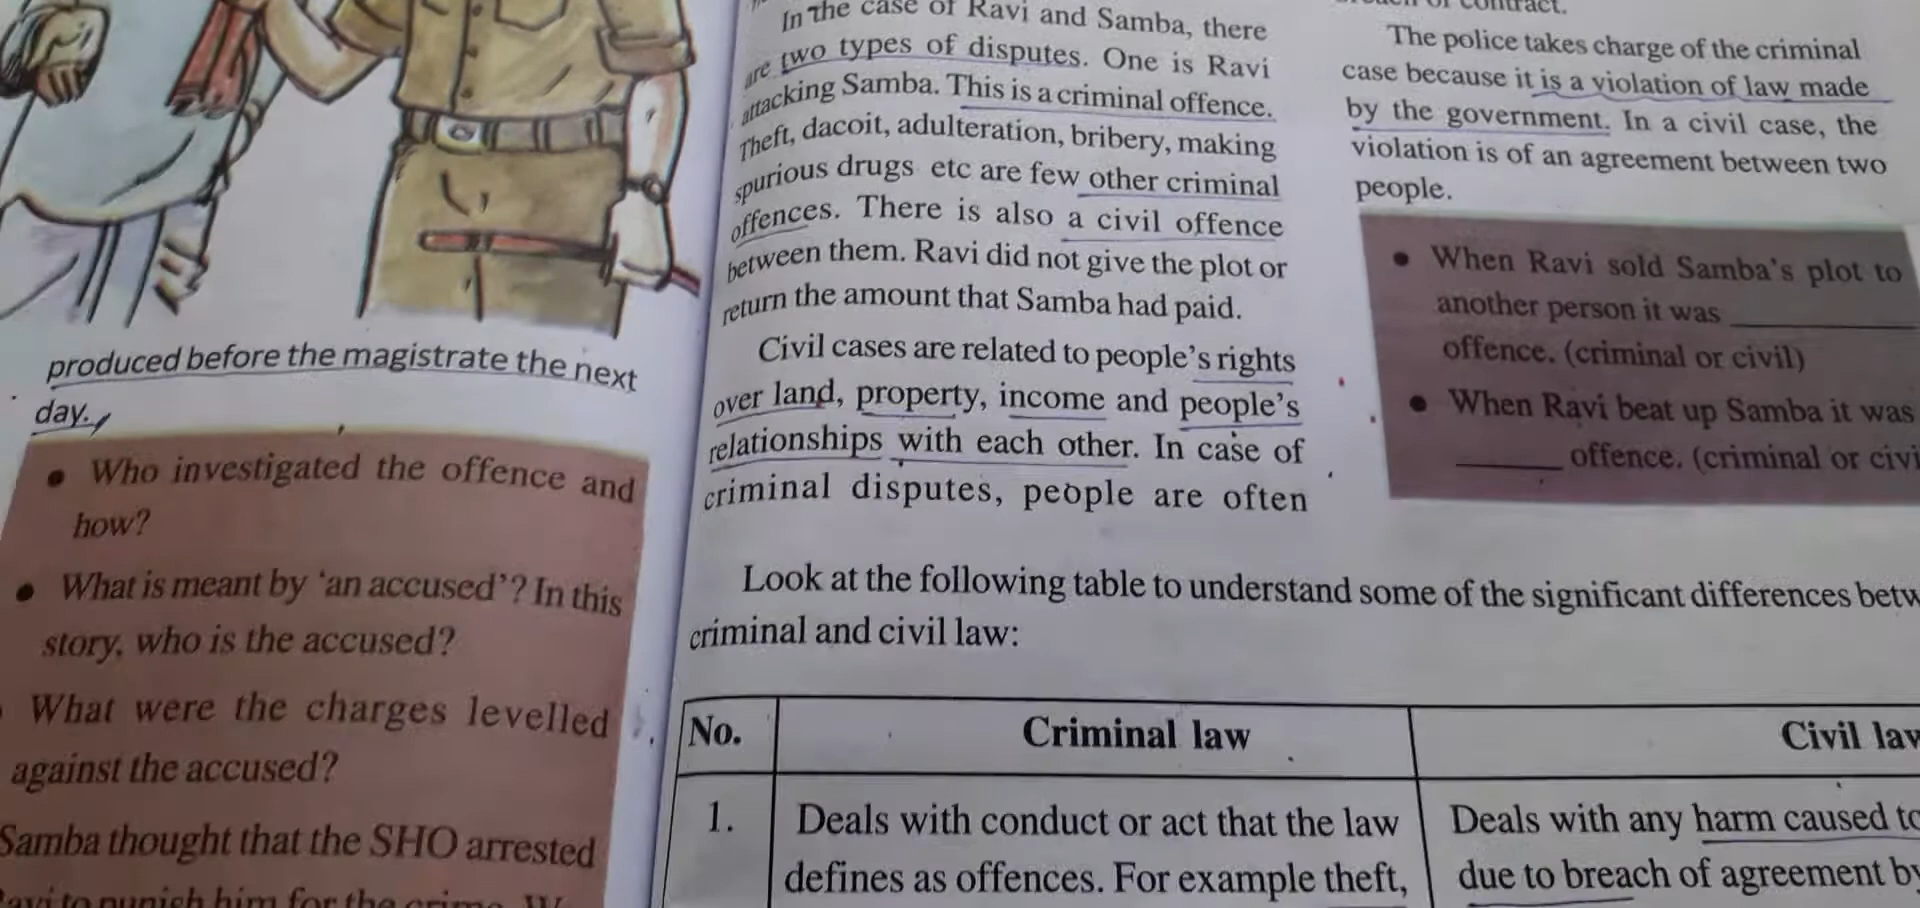 produced before the magistrate the next
day.
• Who investigated the offence and
how?
• What is meant by ‘an accused’? In this
story, who is the accused?
What were the charges levelled
against the accused?
Samba thought that the SHO arrested
to punish him for the crime.
In the case of Ravi and Samba, there
are two types of disputes. One is Ravi
attacking Samba. This is a criminal offence.
Theft, dacoit, adulteration, bribery, making
spurious drugs etc are few other criminal
offences. There is also a civil offence
between them. Ravi did not give the plot or
return the amount that Samba had paid.
Civil cases are related to people’s rights
over land, property, income and people’s
relationships with each other. In case of
criminal disputes, people are often
of contract.
The police takes charge of the criminal
case because it is a violation of law made
by the government. In a civil case, the
violation is of an agreement between two
people.
• When Ravi sold Samba’s plot to
another person it was ________
offence. (criminal or civil)
• When Ravi beat up Samba it was
______ offence. (criminal or civi
Look at the following table to understand some of the significant differences betw
criminal and civil law:
No. Criminal law Civil law
1. Deals with conduct or act that the law Deals with any harm caused to
defines as offences. For example theft, due to breach of agreement by